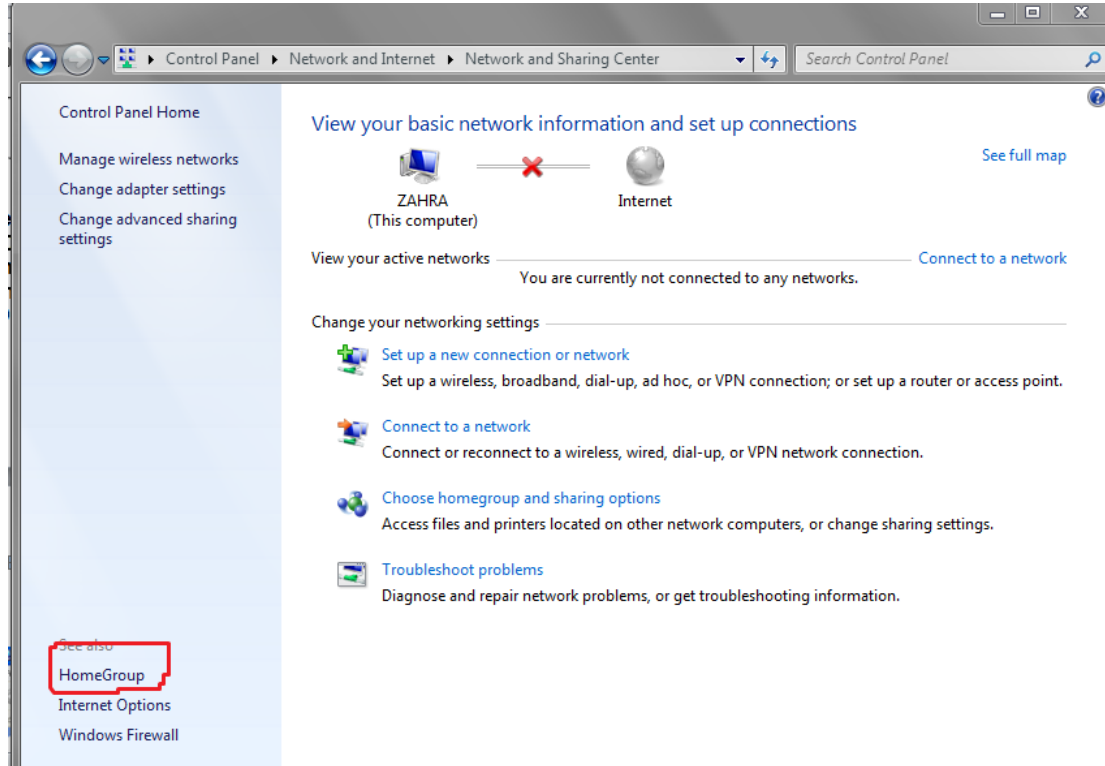 Control Panel ▸ Network and Internet ▸ Network and Sharing Center
Search Control Panel
Control Panel Home
Manage wireless networks
Change adapter settings
Change advanced sharing
settings
See also
HomeGroup
Internet Options
Windows Firewall
View your basic network information and set up connections
See full map
ZAHRA
(This computer)
Internet
View your active networks
Connect to a network
You are currently not connected to any networks.
Change your networking settings
Set up a new connection or network
Set up a wireless, broadband, dial-up, ad hoc, or VPN connection; or set up a router or access point.
Connect to a network
Connect or reconnect to a wireless, wired, dial-up, or VPN network connection.
Choose homegroup and sharing options
Access files and printers located on other network computers, or change sharing settings.
Troubleshoot problems
Diagnose and repair network problems, or get troubleshooting information.